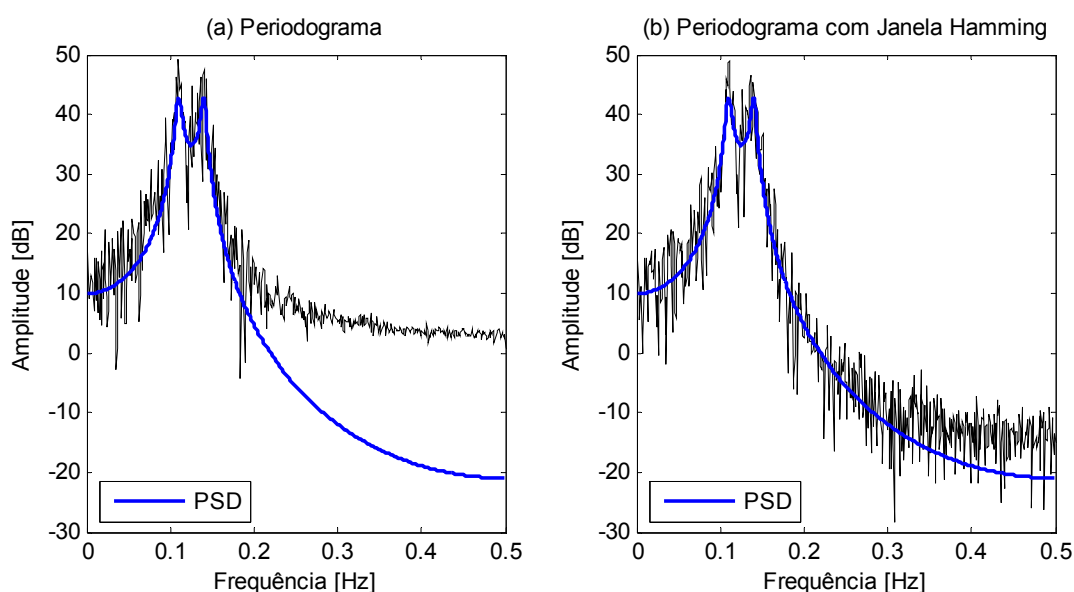 (a) Periodograma
50
40
30
20
10
0
-10
-20
-30
Amplitude [dB]
PSD
0 0.1 0.2 0.3 0.4 0.5
Frequência [Hz]
(b) Periodograma com Janela Hamming
50
40
30
20
10
0
-10
-20
-30
Amplitude [dB]
PSD
0 0.1 0.2 0.3 0.4 0.5
Frequência [Hz]